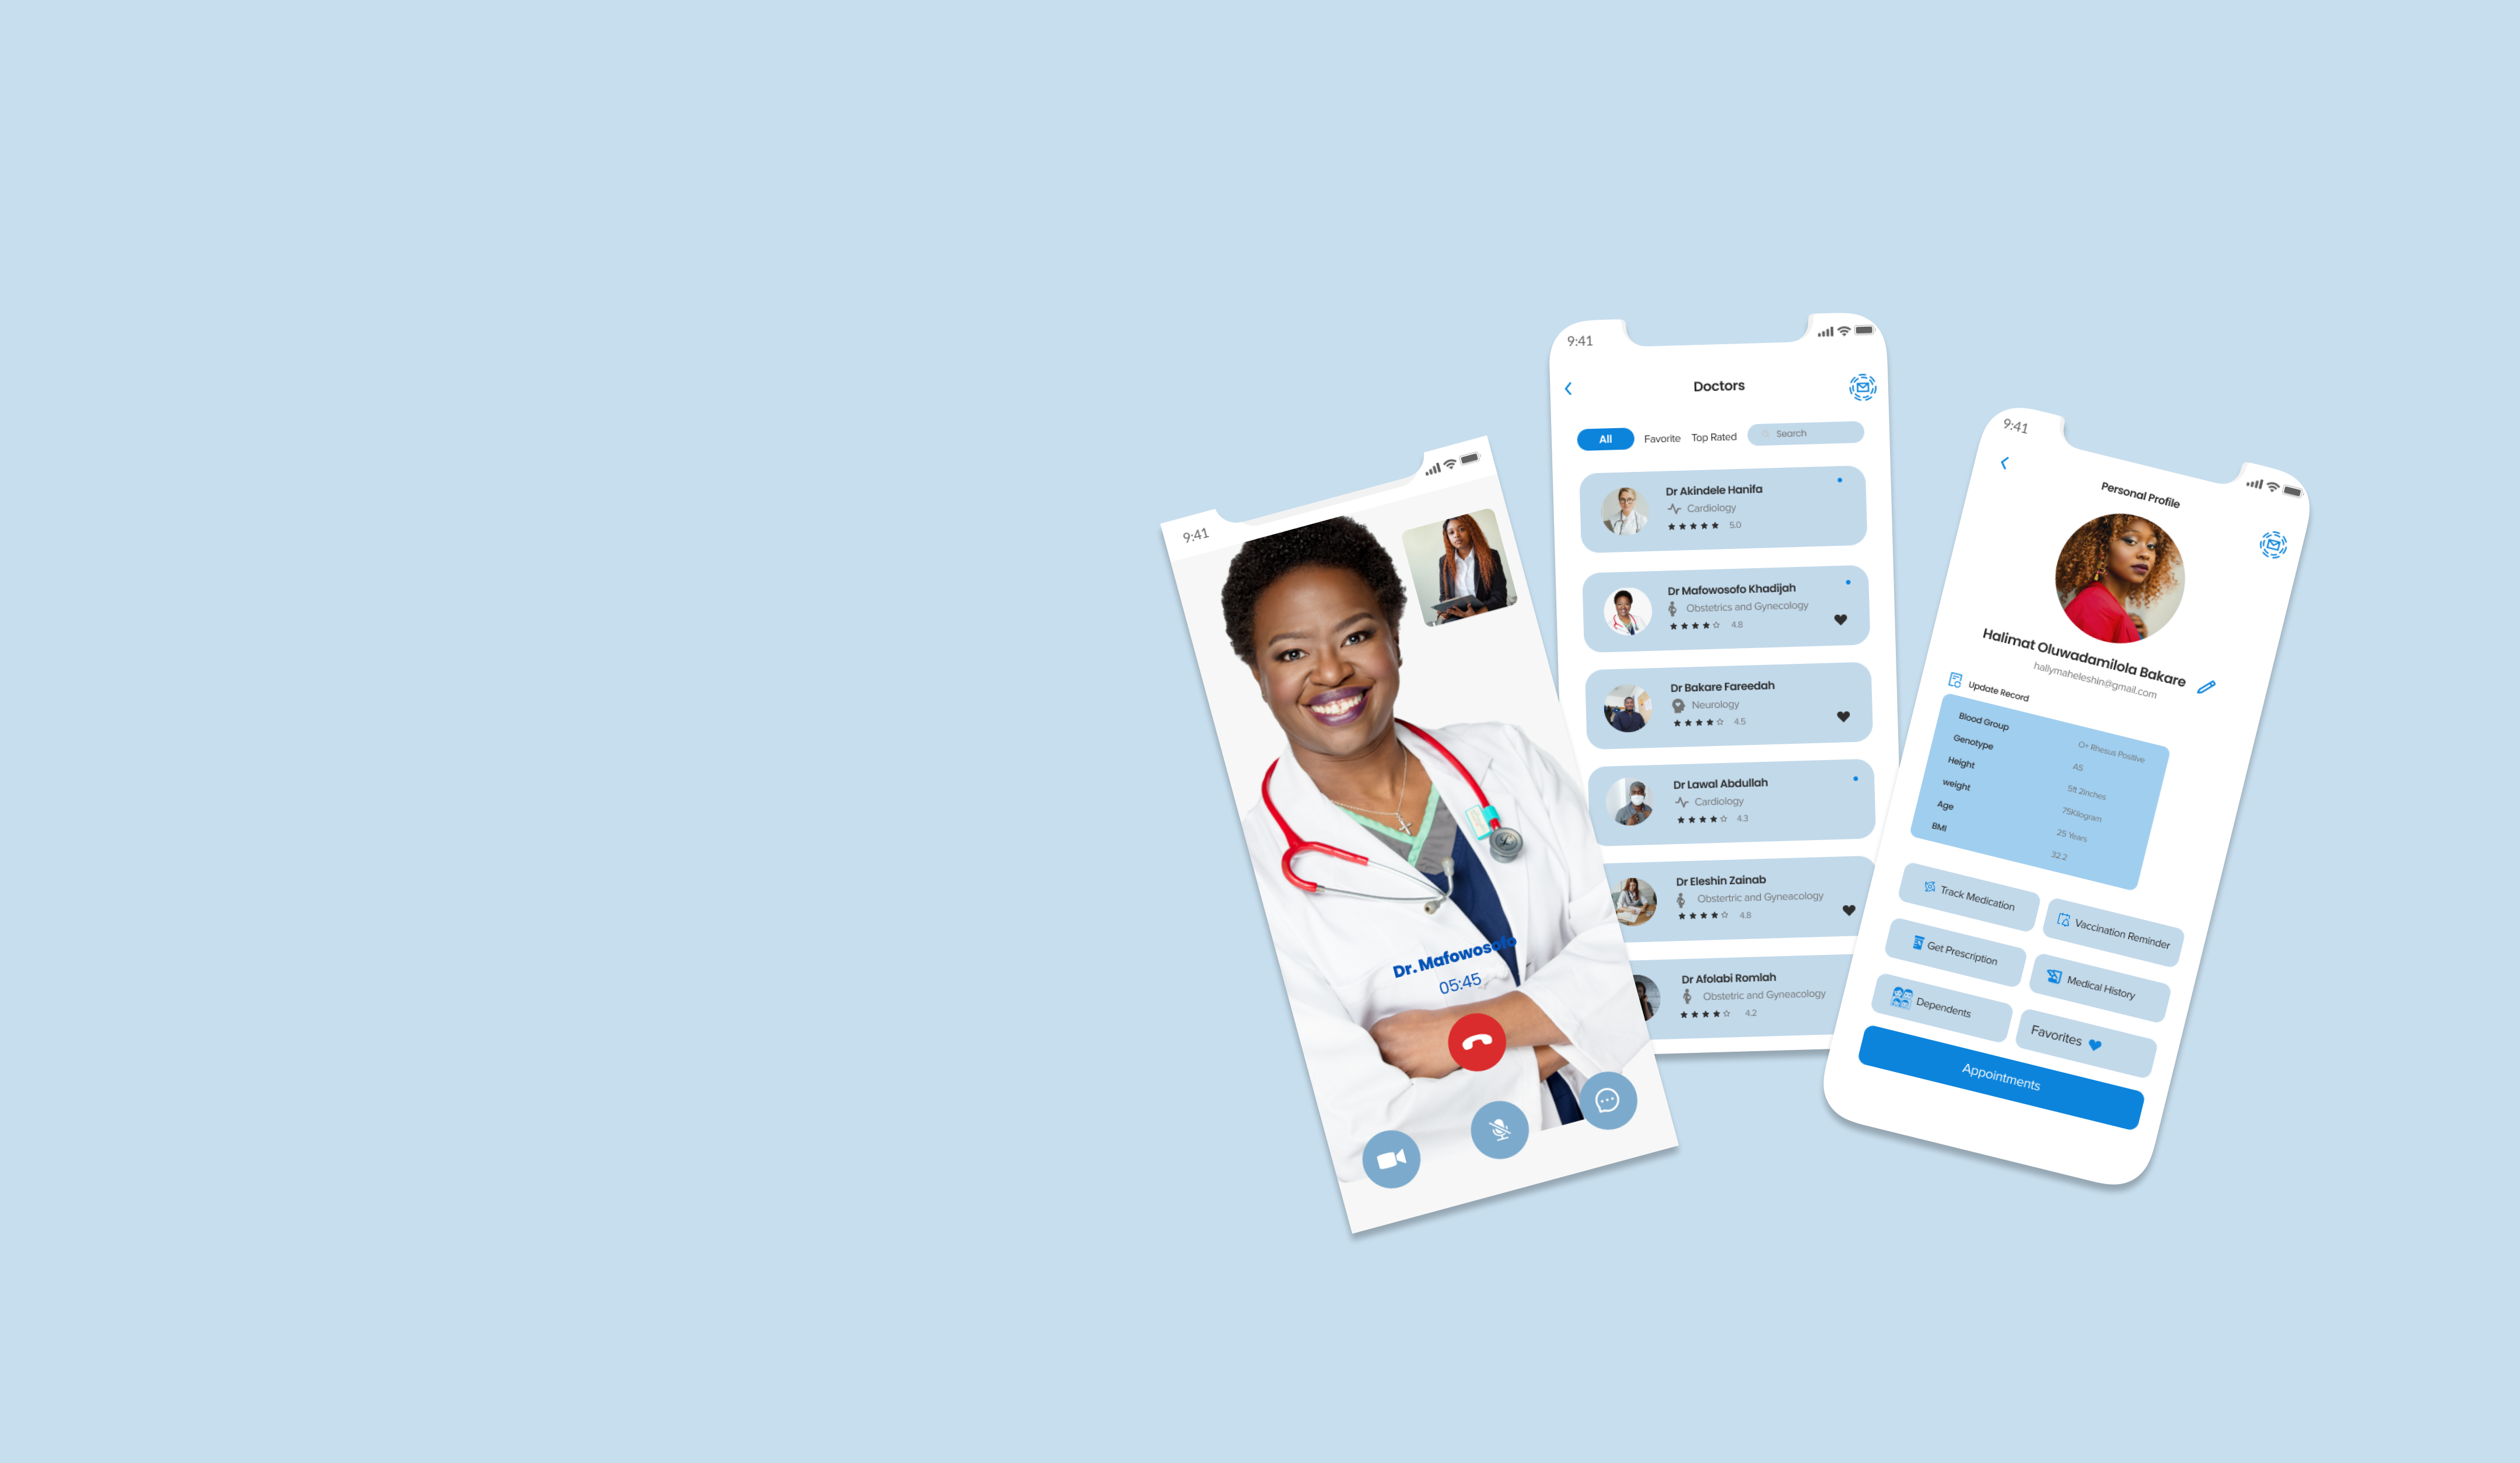 9:41
Dr. Mafowosofo
05:45
9:41
Doctors
All Favorite Top Rated Search
Dr Akindele Hanifa
Cardiology
5.0
Dr Mafowosofo Khadijah
Obstetrics and Gynecology
4.8
Dr Bakare Fareedah
Neurology
4.5
Dr Lawal Abdullah
Cardiology
4.3
Dr Eleshin Zainab
Obstertric and Gyneacology
4.8
Dr Afolabi Romlah
Obstetric and Gyneacology
4.2
9:41
Personal Profile
Halimat Oluwadamilola Bakare
hallymaheleshin@gmail.com
Update Record
Blood Group O+ Rhesus Positive
Genotype AS
Height 5ft 2inches
weight 75Kilogram
Age 25 Years
BMI 32.2
Track Medication Vaccination Reminder
Get Prescription Medical History
Dependents Favorites
Appointments